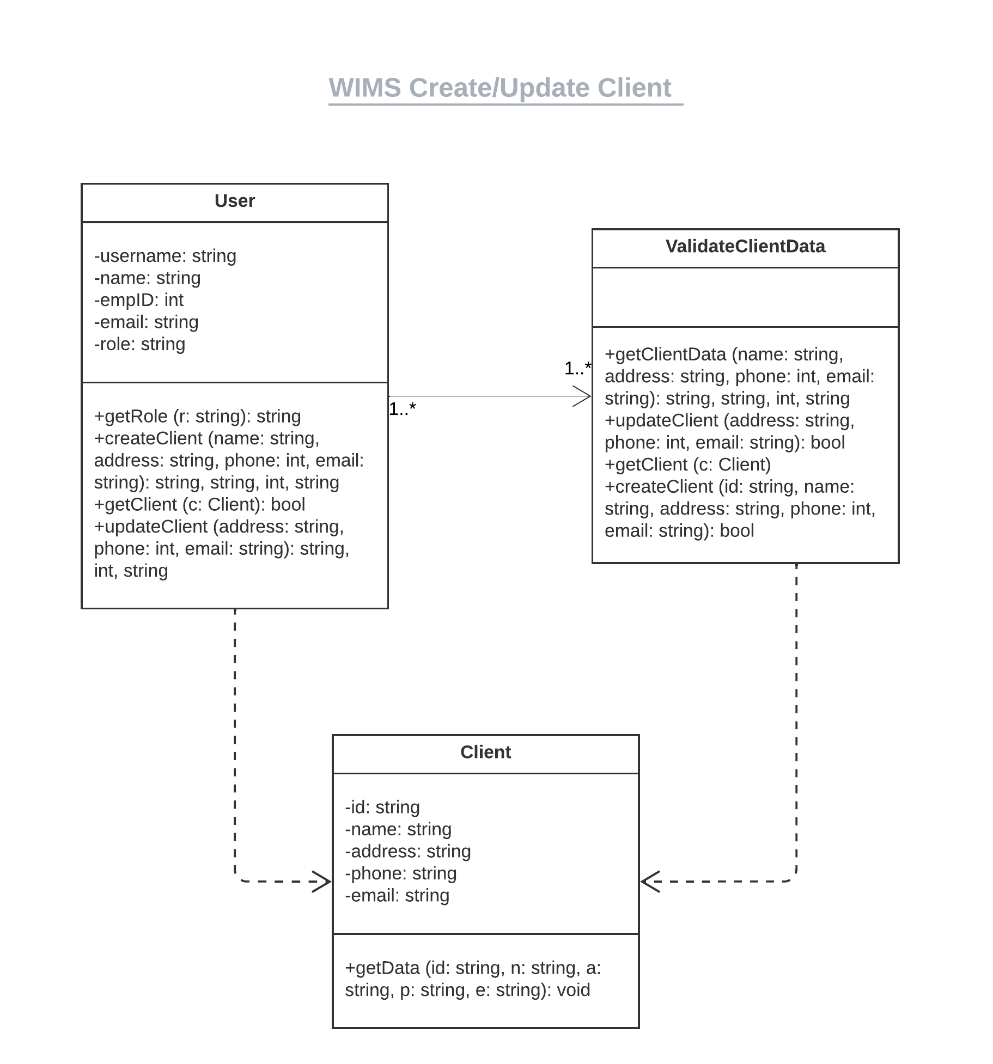 WIMS Create/Update Client
User
-username: string
-name: string
-empID: int
-email: string
-role: string
+getRole (r: string): string
+createClient (name: string,
address: string, phone: int, email:
string): string, string, int, string
+getClient (c: Client): bool
+updateClient (address: string,
phone: int, email: string): string,
int, string
1..*
1..*
ValidateClientData
+getClientData (name: string,
address: string, phone: int, email:
string): string, string, int, string
+updateClient (address: string,
phone: int, email: string): bool
+getClient (c: Client)
+createClient (id: string, name:
string, address: string, phone: int,
email: string): bool
Client
-id: string
-name: string
-address: string
-phone: string
-email: string
+getData (id: string, n: string, a:
string, p: string, e: string): void